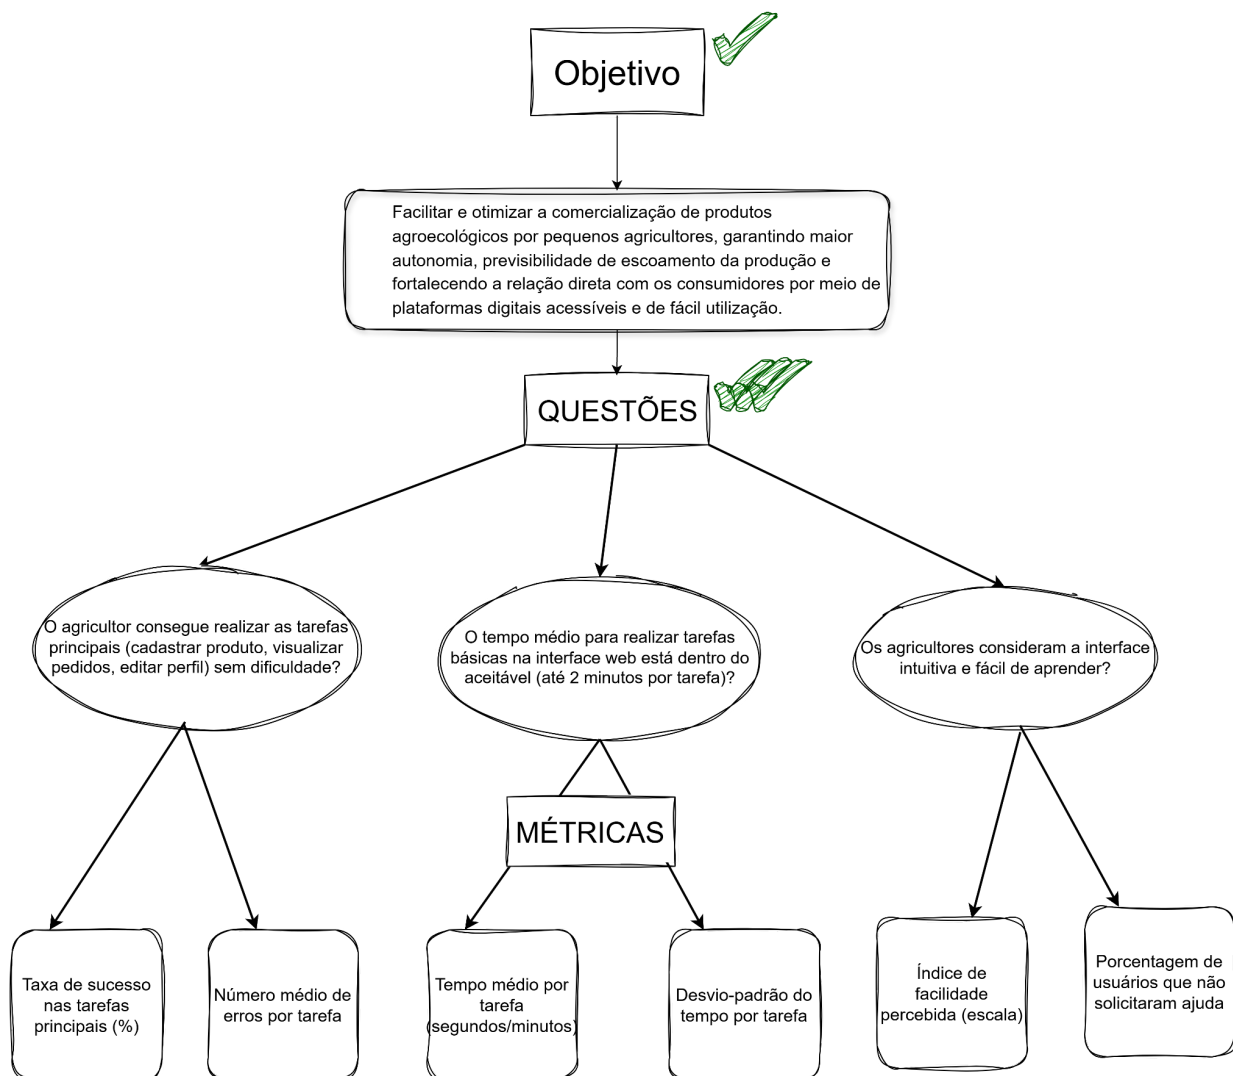 Objetivo
Facilitar e otimizar a comercialização de produtos
agroecológicos por pequenos agricultores, garantindo maior
autonomia, previsibilidade de escoamento da produção e
fortalecendo a relação direta com os consumidores por meio de
plataformas digitais acessíveis e de fácil utilização.
QUESTÕES
O agricultor consegue realizar as tarefas
principais (cadastrar produto, visualizar
pedidos, editar perfil) sem dificuldade?
O tempo médio para realizar tarefas
básicas na interface web está dentro do
aceitável (até 2 minutos por tarefa)?
Os agricultores consideram a interface
intuitiva e fácil de aprender?
MÉTRICAS
Taxa de sucesso
nas tarefas
principais (%)
Número médio de
erros por tarefa
Tempo médio por
tarefa
(segundos/minutos)
Desvio-padrão do
tempo por tarefa
Índice de
facilidade
percebida (escala)
Porcentagem de
usuários que não
solicitaram ajuda